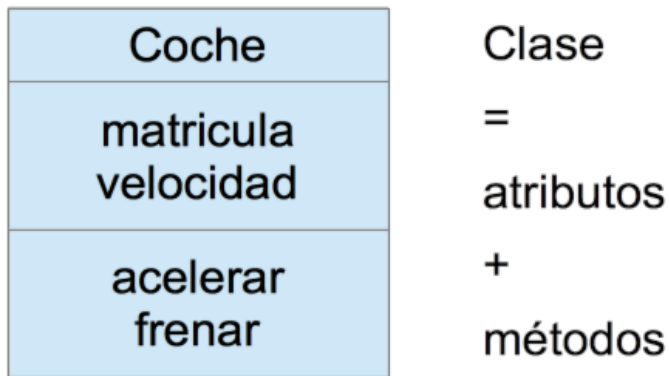 Coche
matricula
velocidad
acelerar
frenar
Clase
=
atributos
+
métodos